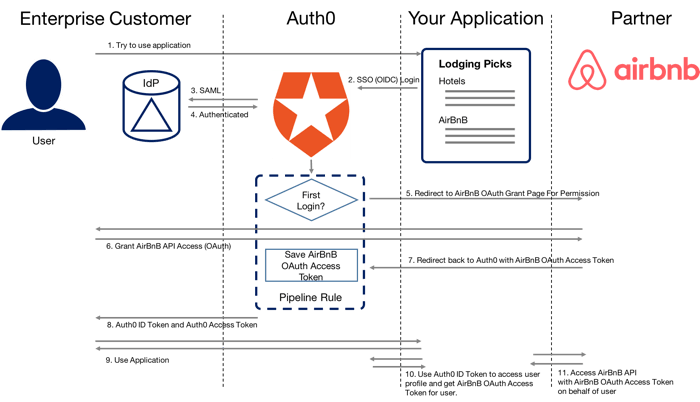 Enterprise Customer
Auth0
Your Application
Partner
1. Try to use application
Lodging Picks
Hotels
AirBnB
airbnb
IdP
User
2. SSO (OIDC) Login
3. SAML
4. Authenticated
First
Login?
5. Redirect to AirBnB OAuth Grant Page For Permission
6. Grant AirBnB API Access (OAuth)
Save AirBnB
OAuth Access
Token
7. Redirect back to Auth0 with AirBnB OAuth Access Token
Pipeline Rule
8. Auth0 ID Token and Auth0 Access Token
9. Use Application
10. Use Auth0 ID Token to access user
profile and get AirBnB OAuth Access
Token for user.
11. Access AirBnB API
with AirBnB OAuth Access Token
on behalf of user